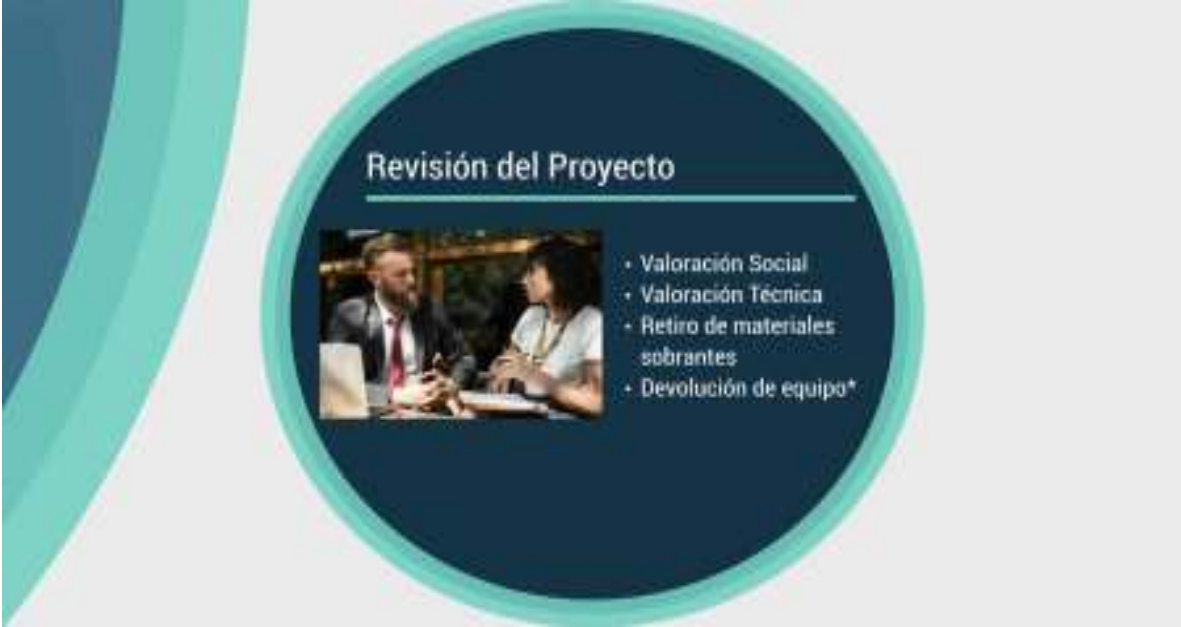 Revisión del Proyecto
• Valoración Social
• Valoración Técnica
• Retiro de materiales
sobrantes
• Devolución de equipo*